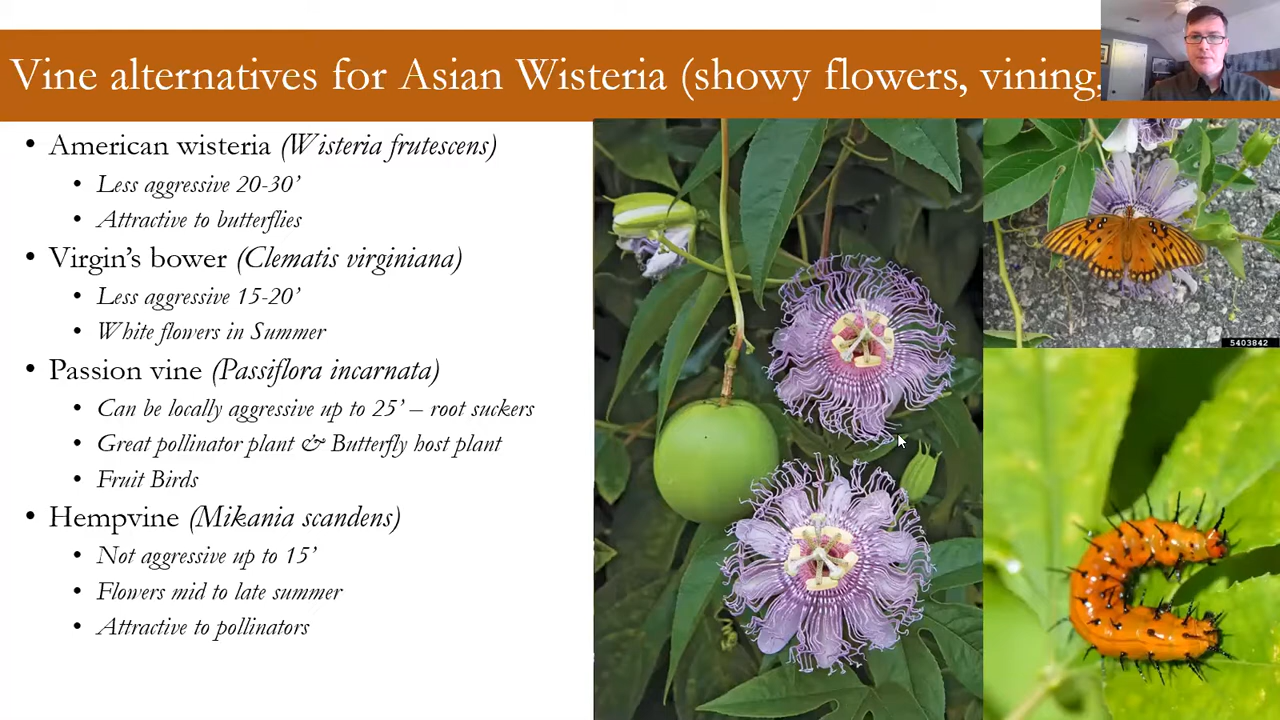 Vine alternatives for Asian Wisteria (showy flowers, vining,
• American wisteria (Wisteria frutescens)
• Less aggressive 20-30’
• Attractive to butterflies
• Virgin’s bower (Clematis virginiana)
• Less aggressive 15-20’
• White flowers in Summer
• Passion vine (Passiflora incarnata)
• Can be locally aggressive up to 25’ – root suckers
• Great pollinator plant & Butterfly host plant
• Fruit Birds
• Hempvine (Mikania scandens)
• Not aggressive up to 15’
• Flowers mid to late summer
• Attractive to pollinators
5403842